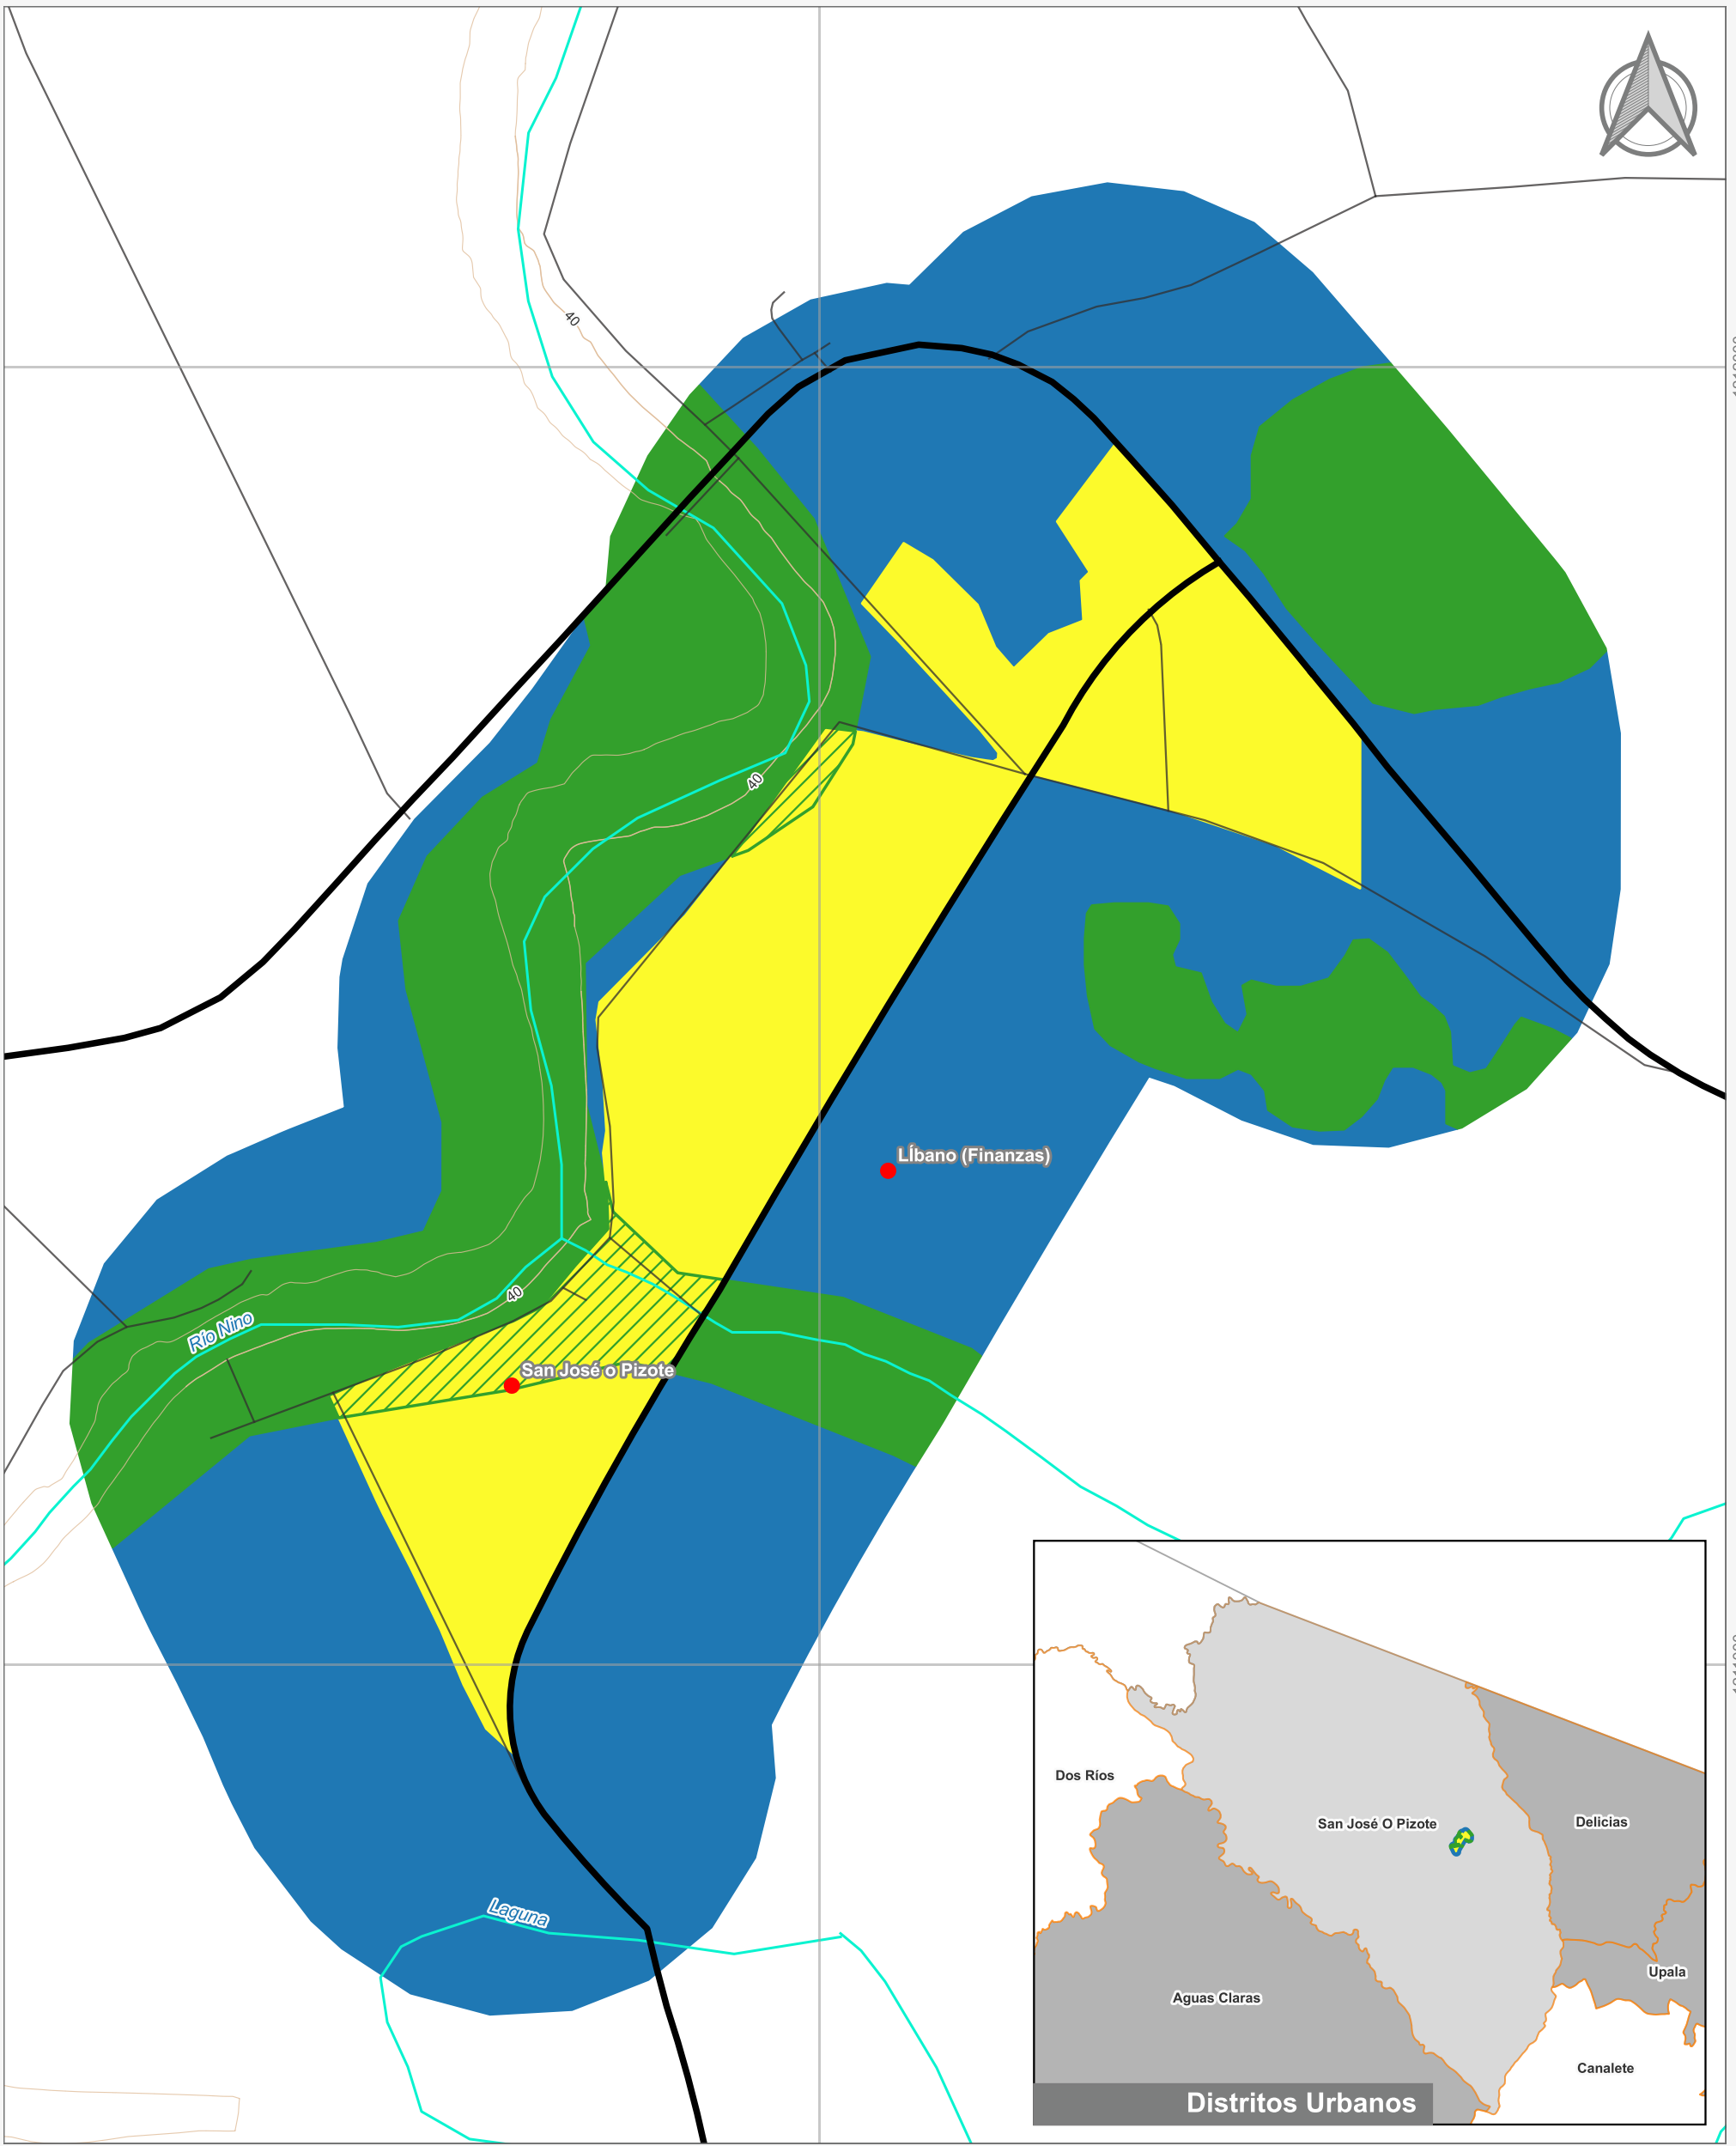 40
40
LÍbano (Finanzas)
40
Río Nino
San José o Pizote
Laguna
Dos Ríos
San José O Pizote
Delicias
Upala
Aguas Claras
Canalete
Distritos Urbanos